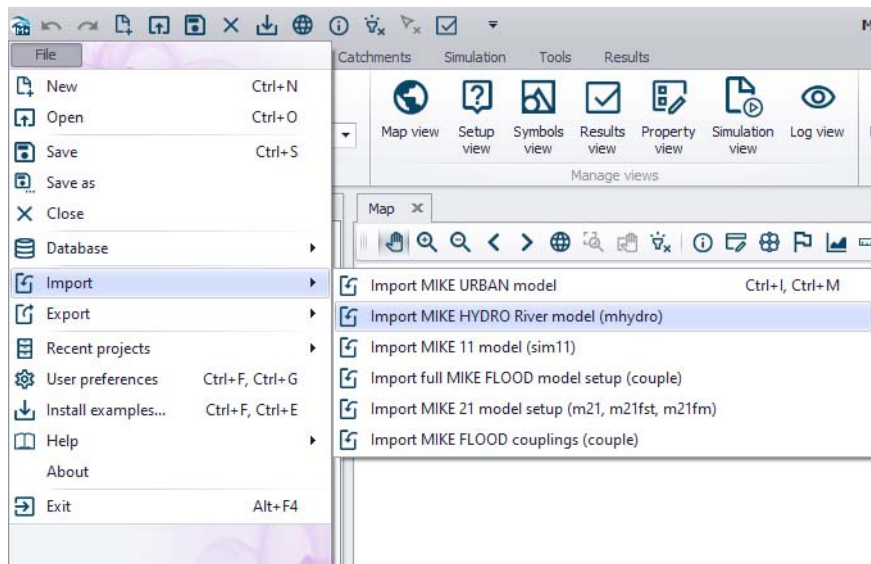 M
File
Catchments Simulation Tools Results
New Ctrl+N
Open Ctrl+O
Save Ctrl+S
Save as
Close
Database
Import
Export
Recent projects
User preferences Ctrl+F, Ctrl+G
Install examples... Ctrl+F, Ctrl+E
Help
About
Exit Alt+F4
Map view
Setup view
Symbols view
Results view
Property view
Simulation view
Log view
Manage views
Map
Import MIKE URBAN model Ctrl+I, Ctrl+M
Import MIKE HYDRO River model (mhydro)
Import MIKE 11 model (sim11)
Import full MIKE FLOOD model setup (couple)
Import MIKE 21 model setup (m21, m21fst, m21fm)
Import MIKE FLOOD couplings (couple)